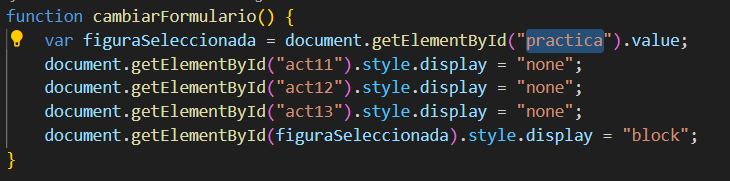 function cambiarFormulario() {
    var figuraSeleccionada = document.getElementById("practica").value;
    document.getElementById("act11").style.display = "none";
    document.getElementById("act12").style.display = "none";
    document.getElementById("act13").style.display = "none";
    document.getElementById(figuraSeleccionada).style.display = "block";
}